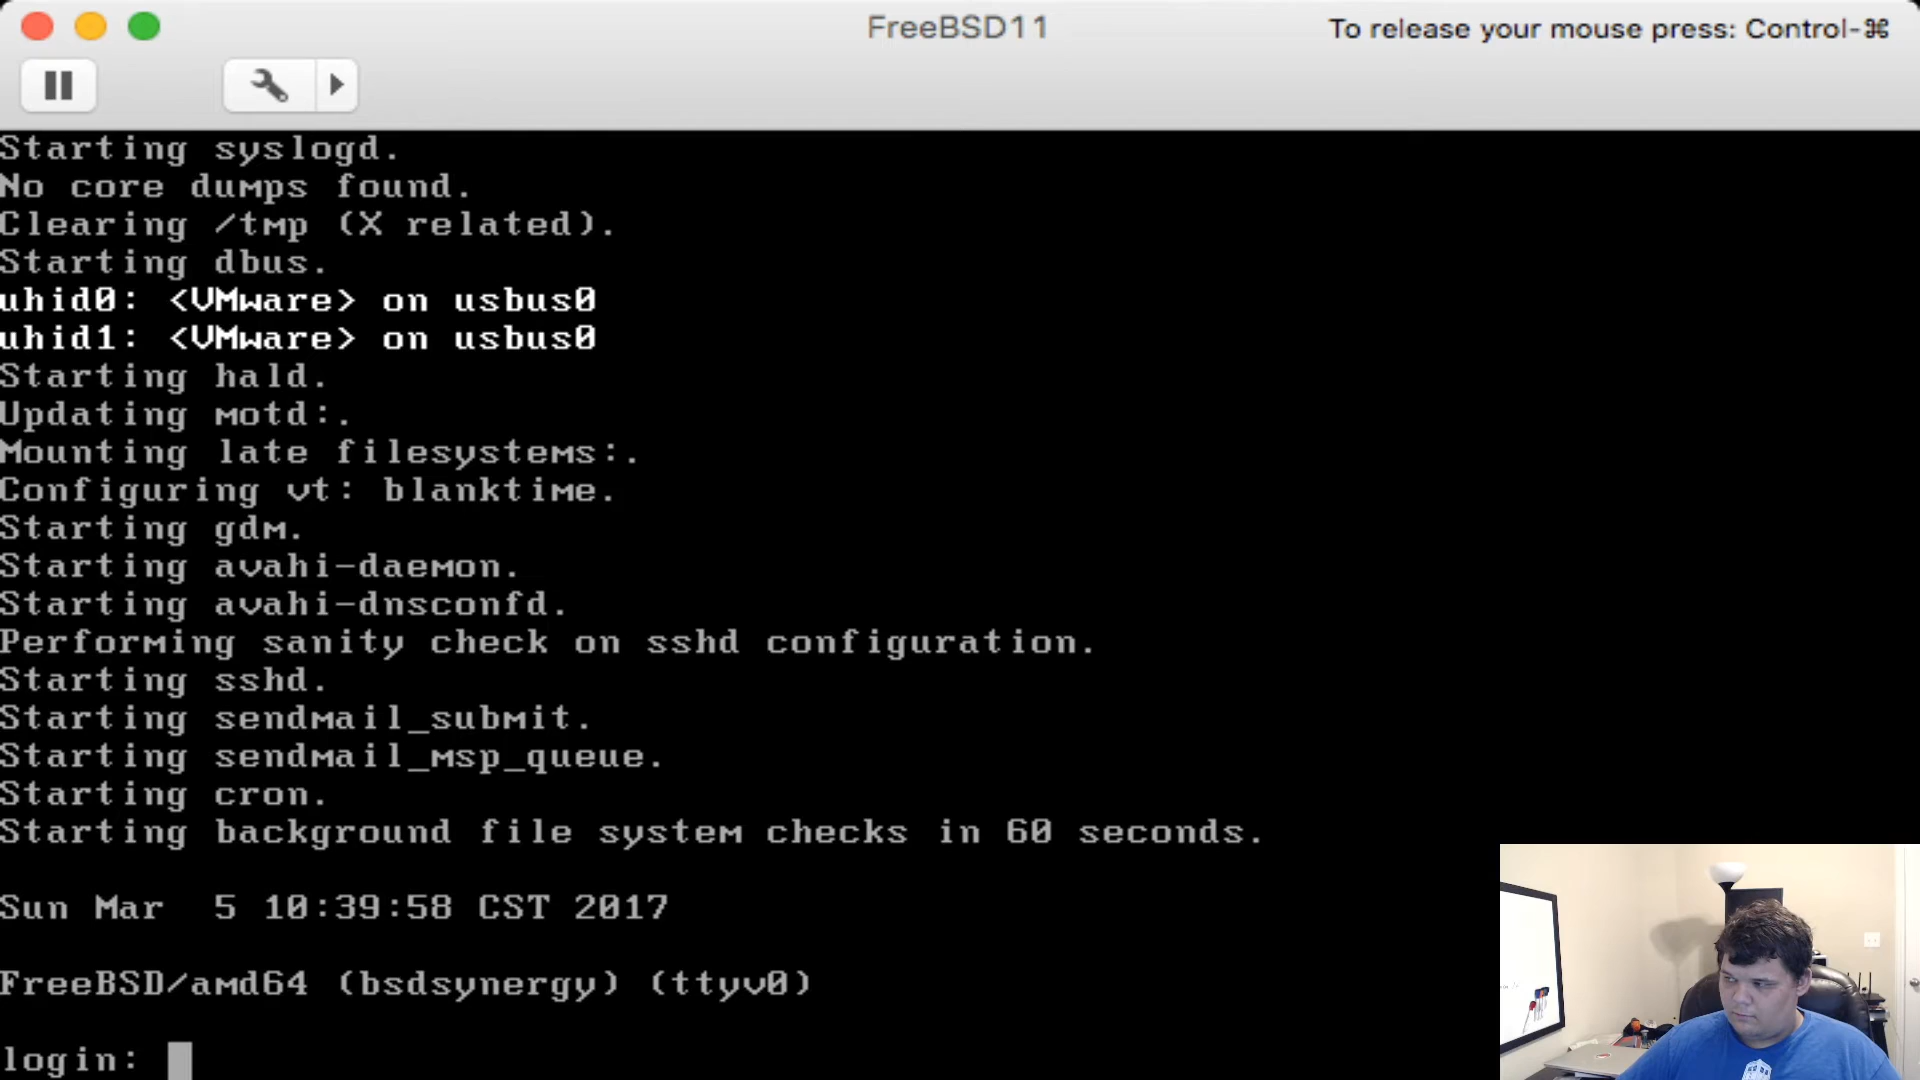 FreeBSD11
To release your mouse press: Control-⌘
Starting syslogd.
No core dumps found.
Clearing /tmp (X related).
Starting dbus.
uhid0: <VMware> on usbus0
uhid1: <VMware> on usbus0
Starting hald.
Updating motd:.
Mounting late filesystems:.
Configuring vt: blanktime.
Starting gdm.
Starting avahi-daemon.
Starting avahi-dnsconfd.
Performing sanity check on sshd configuration.
Starting sshd.
Starting sendmail_submit.
Starting sendmail_msp_queue.
Starting cron.
Starting background file system checks in 60 seconds.
Sun Mar  5 10:39:58 CST 2017
FreeBSD/amd64 (bsdsynergy) (ttyv0)
login: